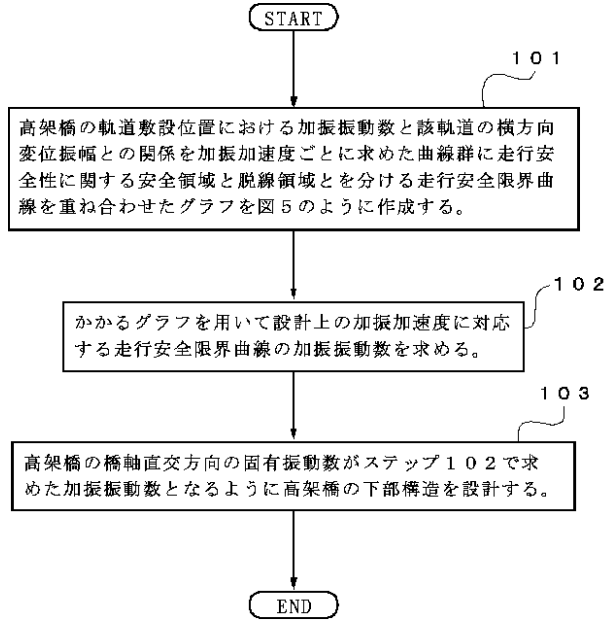 START
１０１
高架橋の軌道敷設位置における加振振動数と該軌道の横方向
変位振幅との関係を加振加速度ごとに求めた曲線群に走行安
全性に関する安全領域と脱線領域とを分ける走行安全限界曲
線を重ね合わせたグラフを図５のように作成する。
１０２
かかるグラフを用いて設計上の加振加速度に対応
する走行安全限界曲線の加振振動数を求める。
１０３
高架橋の橋軸直交方向の固有振動数がステップ１０２で求
めた加振振動数となるように高架橋の下部構造を設計する。
END